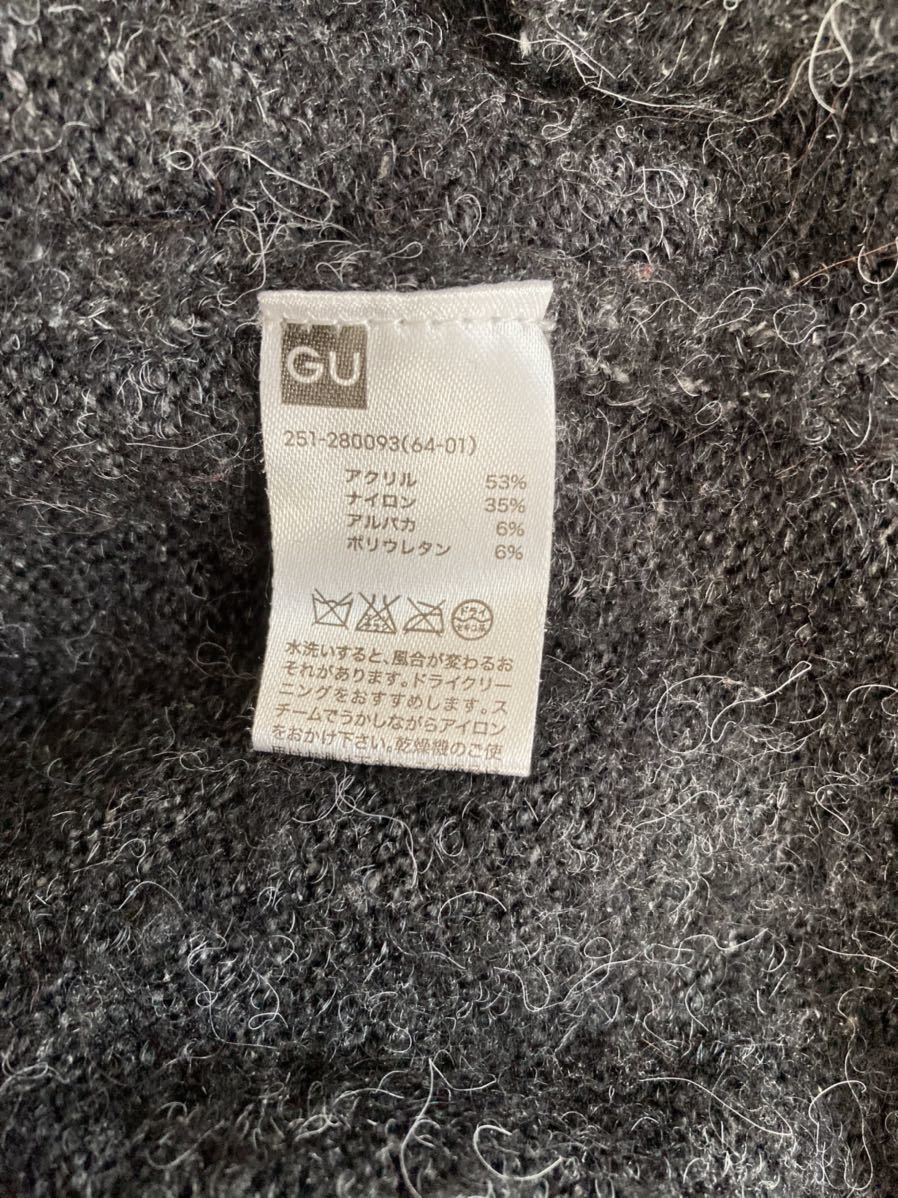 GU
251-280093(64-01)
アクリル 53%
ナイロン 35%
アルパカ 6%
ポリウレタン 6%
ドライ
水洗いすると、風合が変わるお
それがあります。ドライクリー
ニングをおすすめします。ス
チームでうかしながらアイロン
をおかけ下さい。乾燥機のご使